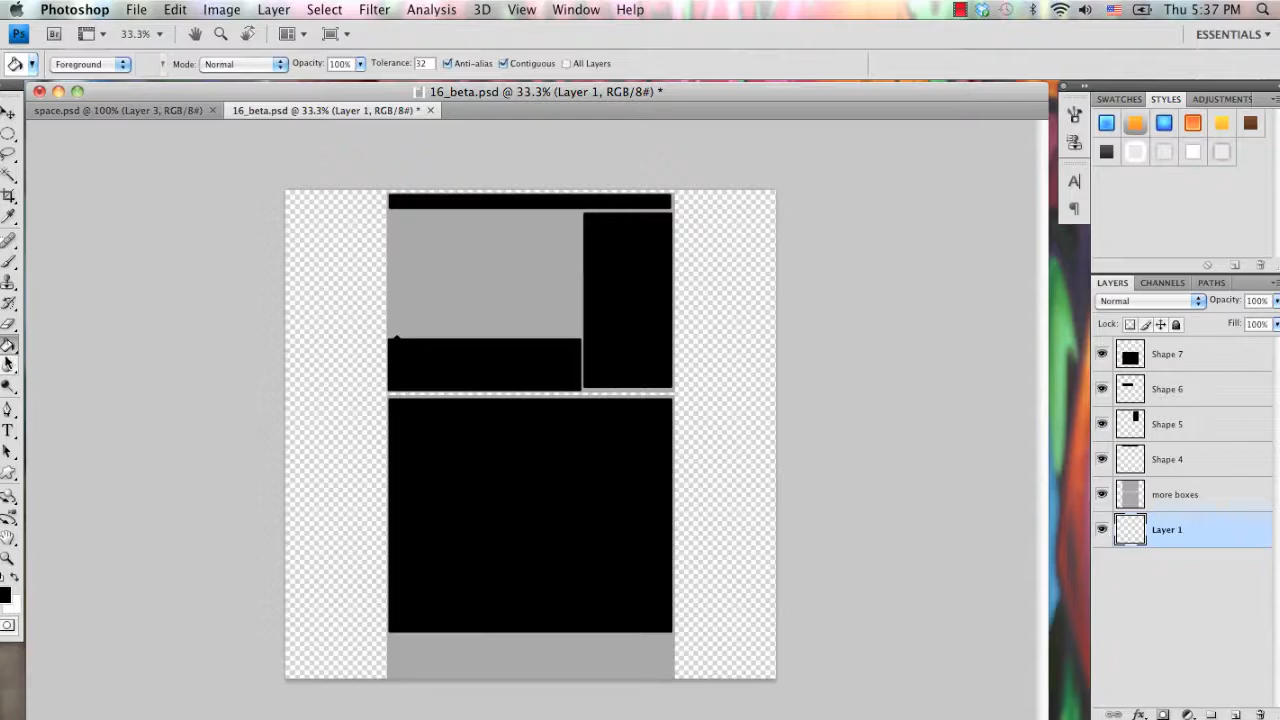 Photoshop File Edit Image Layer Select Filter Analysis 3D View Window Help Thu 5:37 PM
Ps Br 33.3% ESSENTIALS
Foreground Mode: Normal Opacity: 100% Tolerance: 32 Anti-alias Contiguous All Layers
16_beta.psd @ 33.3% (Layer 1, RGB/8#) *
space.psd @ 100% (Layer 3, RGB/8#) 16_beta.psd @ 33.3% (Layer 1, RGB/8#) *
SWATCHES STYLES ADJUSTMENTS
LAYERS CHANNELS PATHS
Normal Opacity: 100%
Lock: Fill: 100%
Shape 7
Shape 6
Shape 5
Shape 4
more boxes
Layer 1